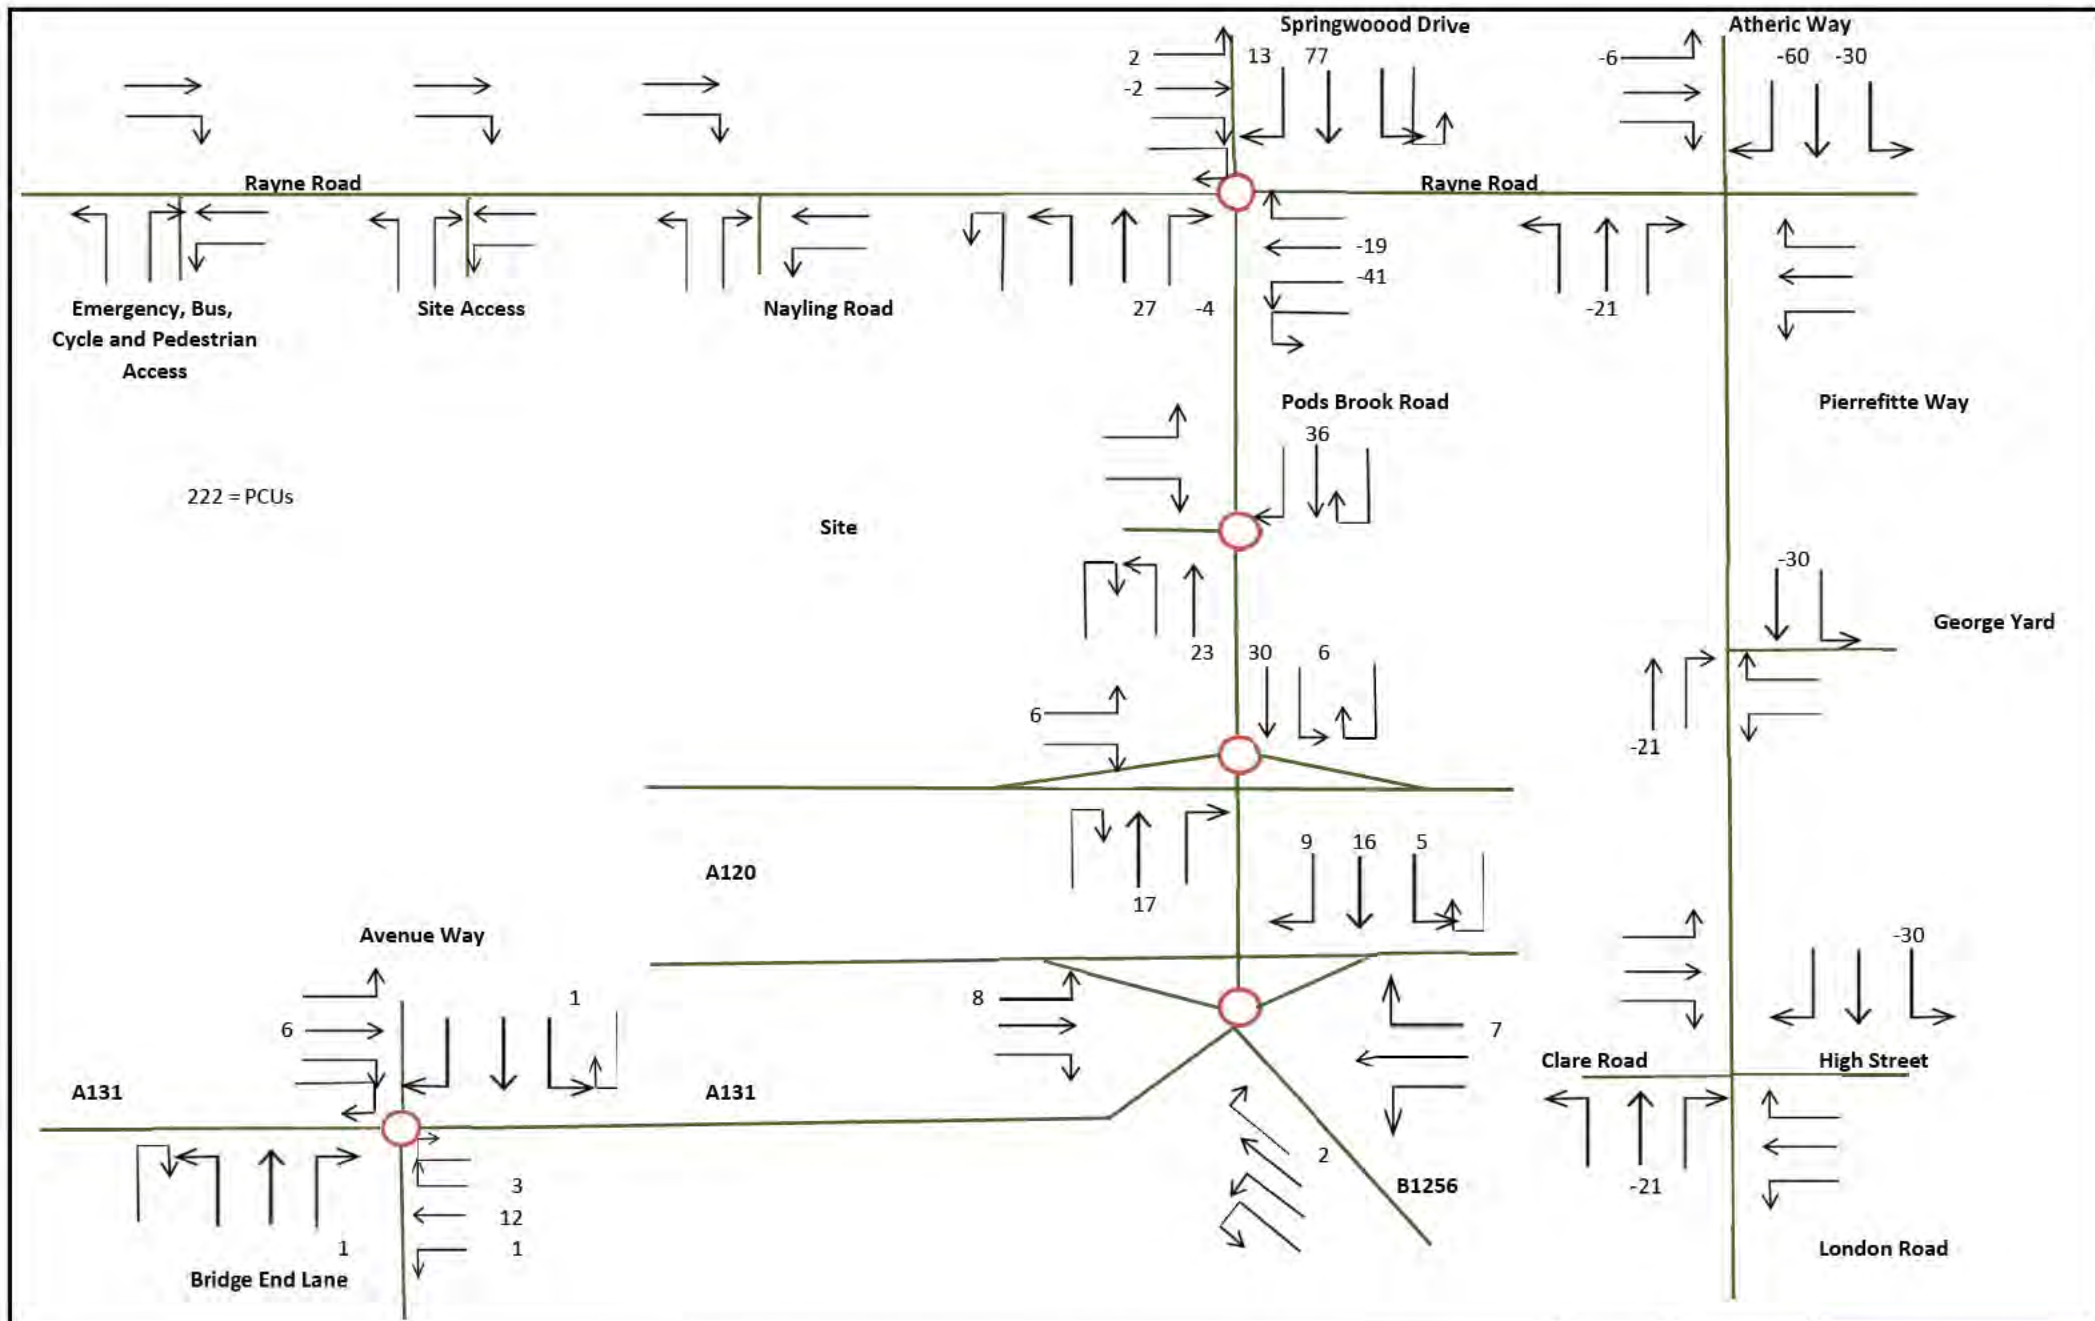 Springwoood Drive
Atheric Way
2
13
77
-6
-60
-30
-2
Rayne Road
Rayne Road
-19
-41
Emergency, Bus,
Cycle and Pedestrian
Access
Site Access
Nayling Road
27
-4
-21
Pods Brook Road
Pierrefitte Way
36
222 = PCUs
Site
-30
George Yard
23
30
6
6
-21
A120
9
16
5
17
Avenue Way
-30
1
8
6
7
Clare Road
High Street
A131
A131
2
3
B1256
-21
12
1
1
London Road
Bridge End Lane